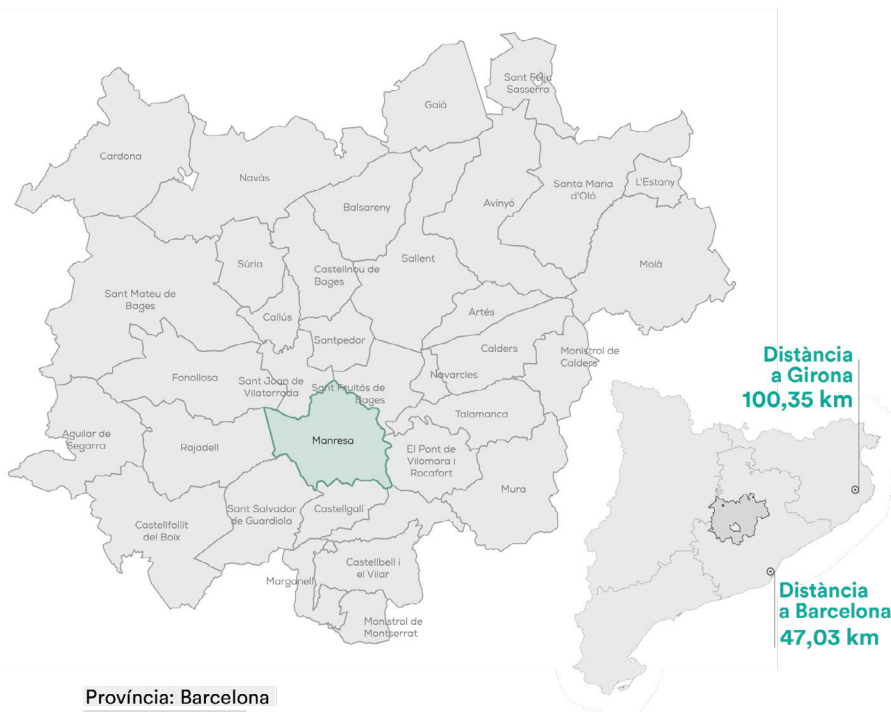 Sant Feliu
Sasserra
Gaià
Cardona
Navàs
L'Estany
Santa Maria
d'Oló
Avinyó
Balsareny
Sallent
Moià
Súria
Castellnou de
Bages
Sant Mateu de
Bages
Callús
Artés
Santpedor
Calders
Monistrol de
Calders
Navarcles
Fonollosa
Sant Joan de
Vilatorrada
Sant Fruitós de
Bages
Talamanca
Aguilar de
Segarra
Rajadell
Manresa
El Pont de
Vilomara i
Rocafort
Mura
Sant Salvador
de Guardiola
Castellgalí
Castellfollit
del Boix
Castellbell i
el Vilar
Marganell
Monistrol de
Montserrat
Distància
a Girona
100,35 km
Distància
a Barcelona
47,03 km
Província: Barcelona